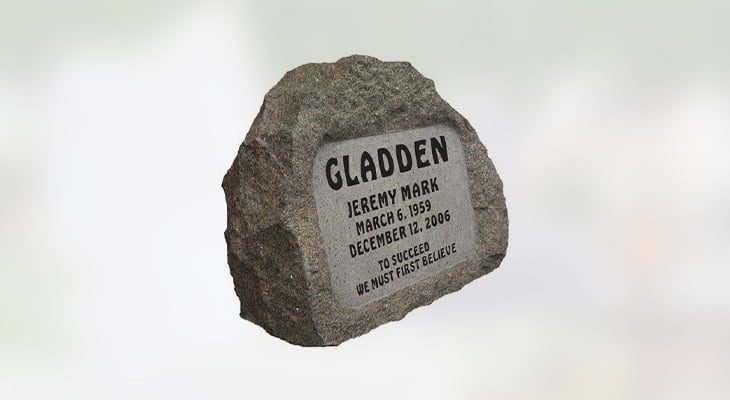 GLADDEN
JEREMY MARK
MARCH 6, 1959
DECEMBER 12, 2006
TO SUCCEED
WE MUST FIRST BELIEVE